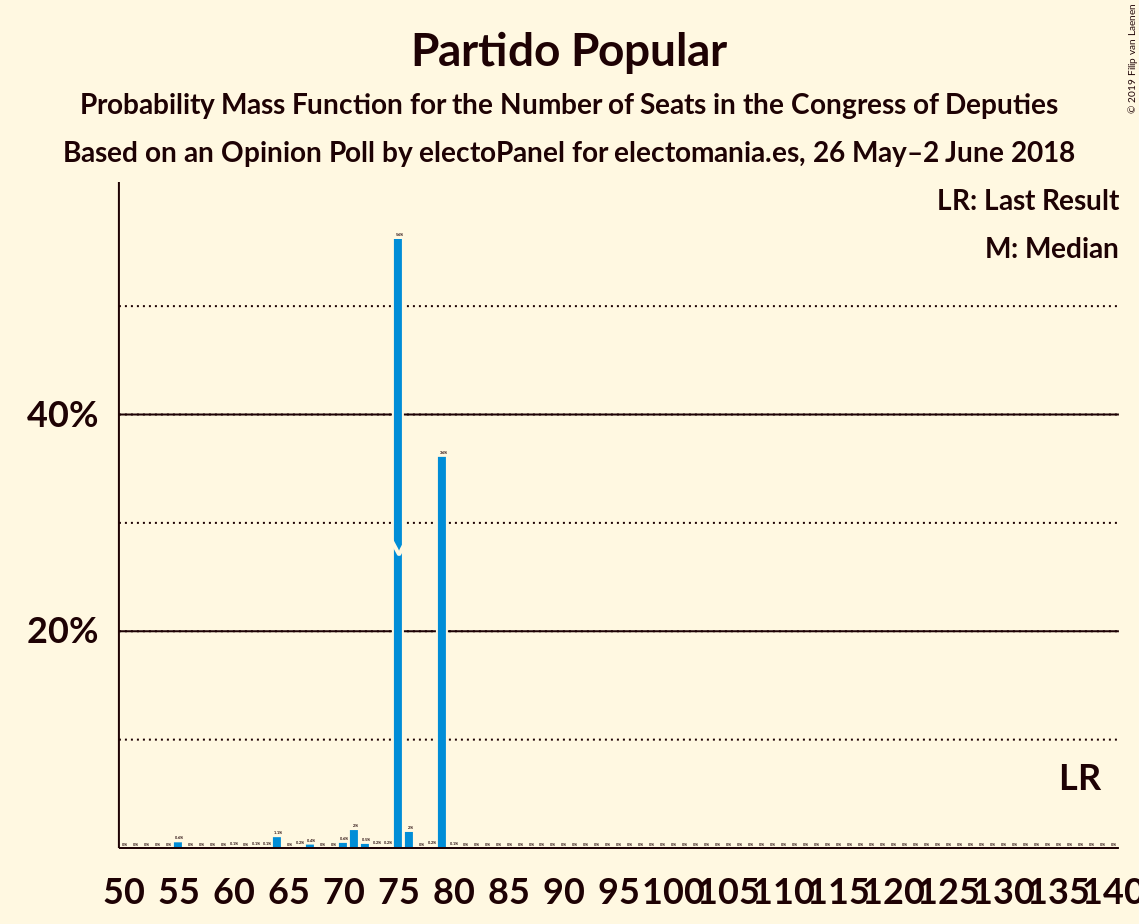 Partido Popular
Probability Mass Function for the Number of Seats in the Congress of Deputies
Based on an Opinion Poll by electoPanel for electomania.es, 26 May–2 June 2018
© 2019 Filip van Laenen
LR: Last Result
M: Median
40%
20%
56%
36%
M
LR
50 55 60 65 70 75 80 85 90 95 100 105 110 115 120 125 130 135 140